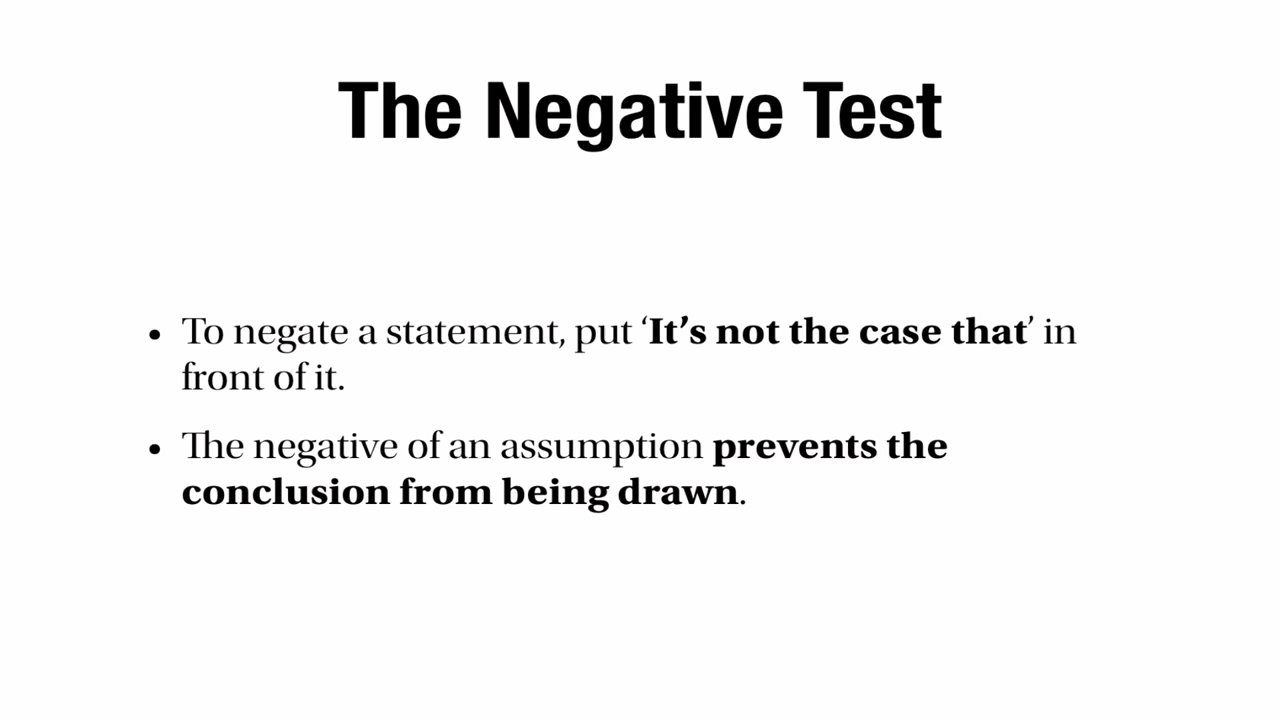 The Negative Test
• To negate a statement, put ‘It’s not the case that’ in
front of it.
• The negative of an assumption prevents the
conclusion from being drawn.